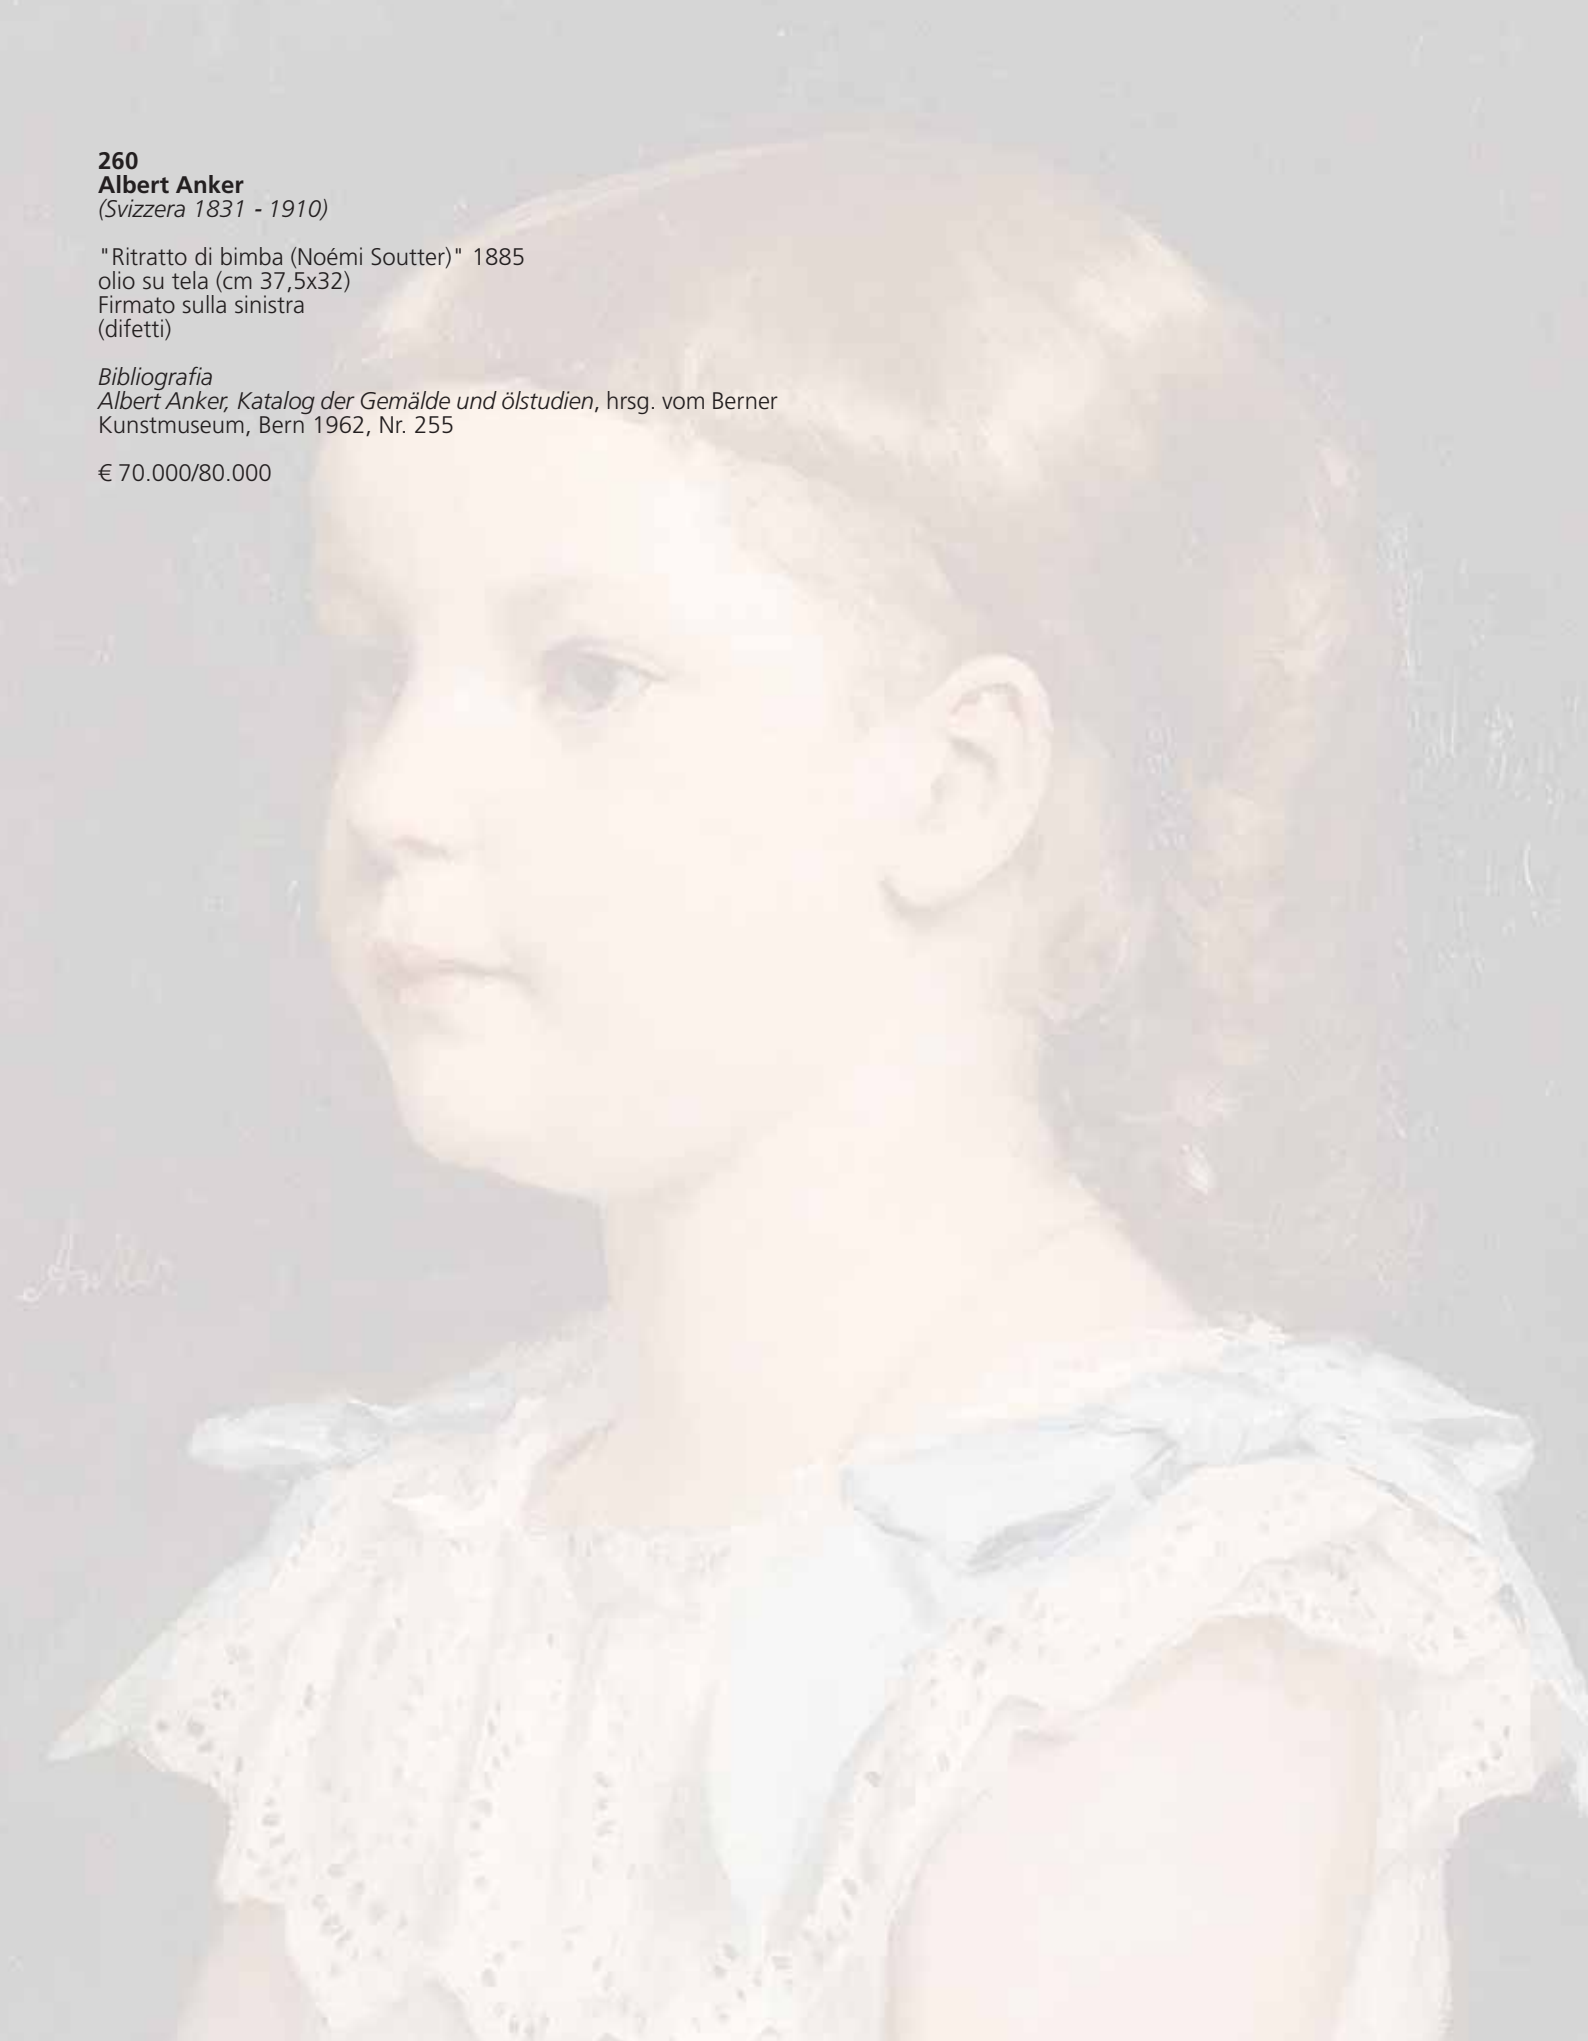 260
Albert Anker
(Svizzera 1831 - 1910)
"Ritratto di bimba (Noémi Soutter)" 1885
olio su tela (cm 37,5x32)
Firmato sulla sinistra
(difetti)
Bibliografia
Albert Anker, Katalog der Gemälde und ölstudien, hrsg. vom Berner
Kunstmuseum, Bern 1962, Nr. 255
€ 70.000/80.000
Anker